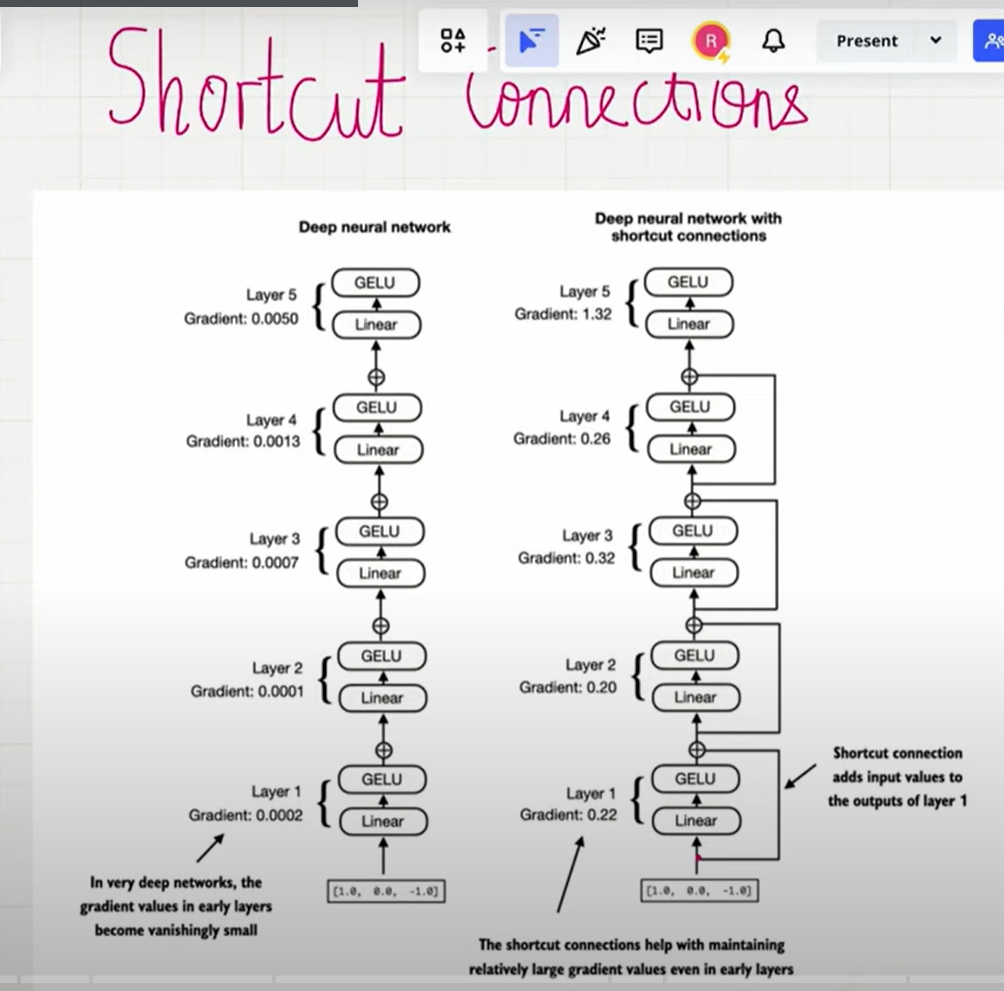 R
Present
Shortcut Connections
Deep neural network
Layer 5
Gradient: 0.0050
GELU
Linear
Layer 4
Gradient: 0.0013
GELU
Linear
Layer 3
Gradient: 0.0007
GELU
Linear
Layer 2
Gradient: 0.0001
GELU
Linear
Layer 1
Gradient: 0.0002
GELU
Linear
[1.0, 0.0, -1.0]
In very deep networks, the
gradient values in early layers
become vanishingly small
Deep neural network with
shortcut connections
Layer 5
Gradient: 1.32
GELU
Linear
Layer 4
Gradient: 0.26
GELU
Linear
Layer 3
Gradient: 0.32
GELU
Linear
Layer 2
Gradient: 0.20
GELU
Linear
Layer 1
Gradient: 0.22
GELU
Linear
[1.0, 0.0, -1.0]
Shortcut connection
adds input values to
the outputs of layer 1
The shortcut connections help with maintaining
relatively large gradient values even in early layers